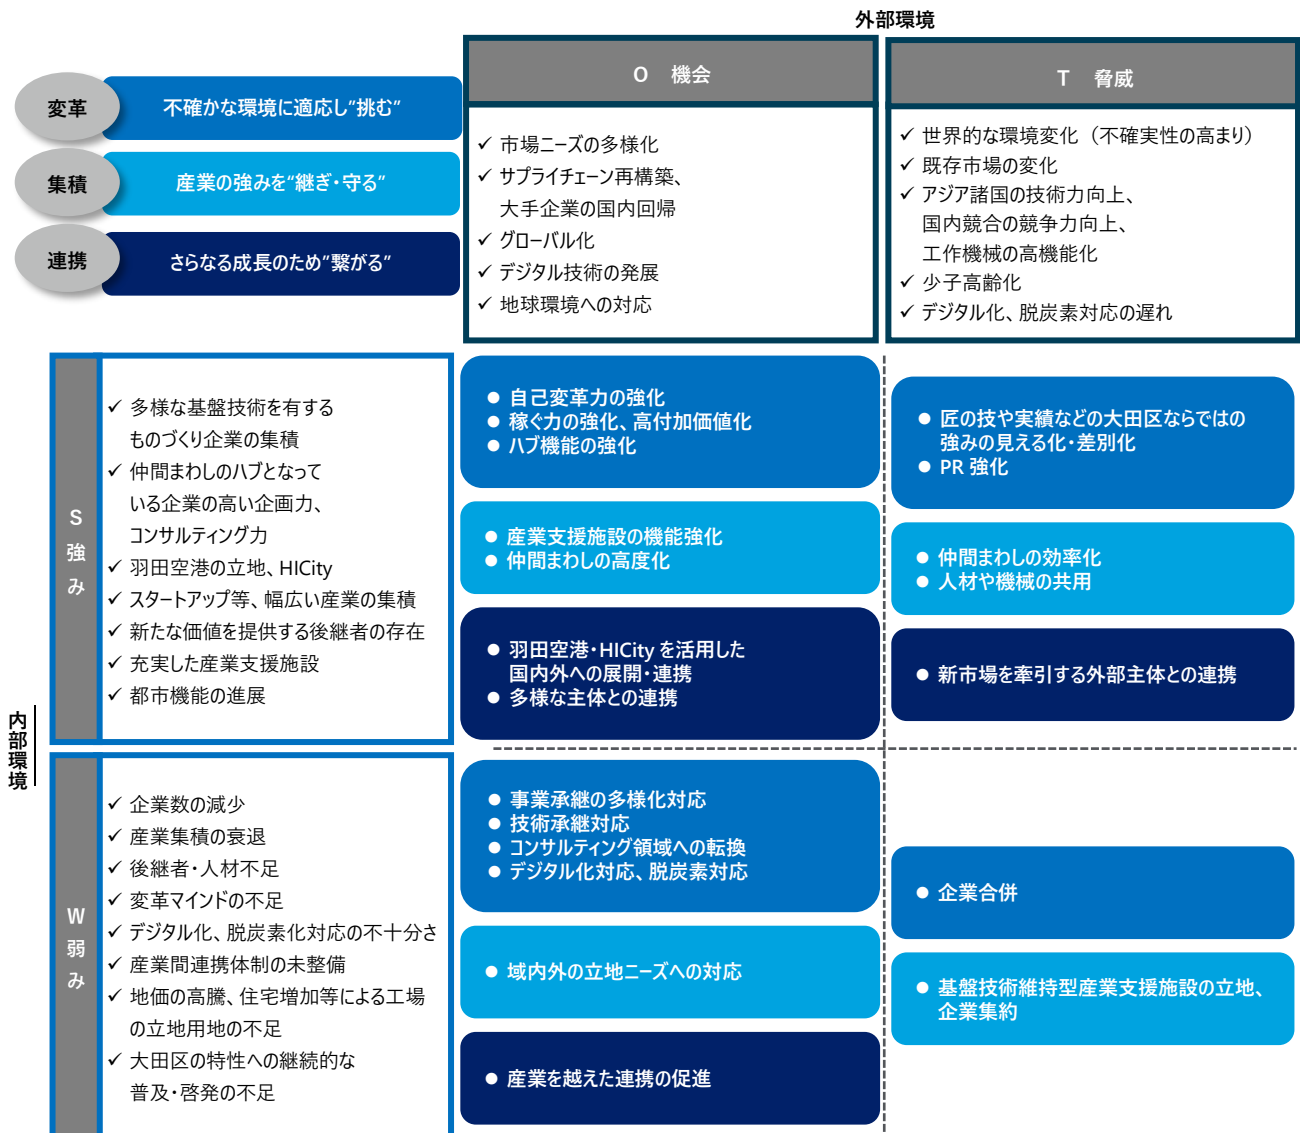 外部環境
変革
不確かな環境に適応し”挑む”
集積
産業の強みを“継ぎ・守る”
連携
さらなる成長のため”繋がる”
O 機会
✓ 市場ニーズの多様化
✓ サプライチェーン再構築、
大手企業の国内回帰
✓ グローバル化
✓ デジタル技術の発展
✓ 地球環境への対応
T 脅威
✓ 世界的な環境変化（不確実性の高まり）
✓ 既存市場の変化
✓ アジア諸国の技術力向上、
国内競合の競争力向上、
工作機械の高機能化
✓ 少子高齢化
✓ デジタル化、脱炭素対応の遅れ
内部環境
S強み
✓ 多様な基盤技術を有する
ものづくり企業の集積
✓ 仲間まわしのハブとなって
いる企業の高い企画力、
コンサルティング力
✓ 羽田空港の立地、HICity
✓ スタートアップ等、幅広い産業の集積
✓ 新たな価値を提供する後継者の存在
✓ 充実した産業支援施設
✓ 都市機能の進展
● 自己変革力の強化
● 稼ぐ力の強化、高付加価値化
● ハブ機能の強化
● 産業支援施設の機能強化
● 仲間まわしの高度化
● 羽田空港・HICity を活用した
国内外への展開・連携
● 多様な主体との連携
● 匠の技や実績などの大田区ならではの
強みの見える化・差別化
● PR 強化
● 仲間まわしの効率化
● 人材や機械の共用
● 新市場を牽引する外部主体との連携
W弱み
✓ 企業数の減少
✓ 産業集積の衰退
✓ 後継者・人材不足
✓ 変革マインドの不足
✓ デジタル化、脱炭素化対応の不十分さ
✓ 産業間連携体制の未整備
✓ 地価の高騰、住宅増加等による工場
の立地用地の不足
✓ 大田区の特性への継続的な
普及・啓発の不足
● 事業承継の多様化対応
● 技術承継対応
● コンサルティング領域への転換
● デジタル化対応、脱炭素対応
● 域内外の立地ニーズへの対応
● 産業を越えた連携の促進
● 企業合併
● 基盤技術維持型産業支援施設の立地、
企業集約